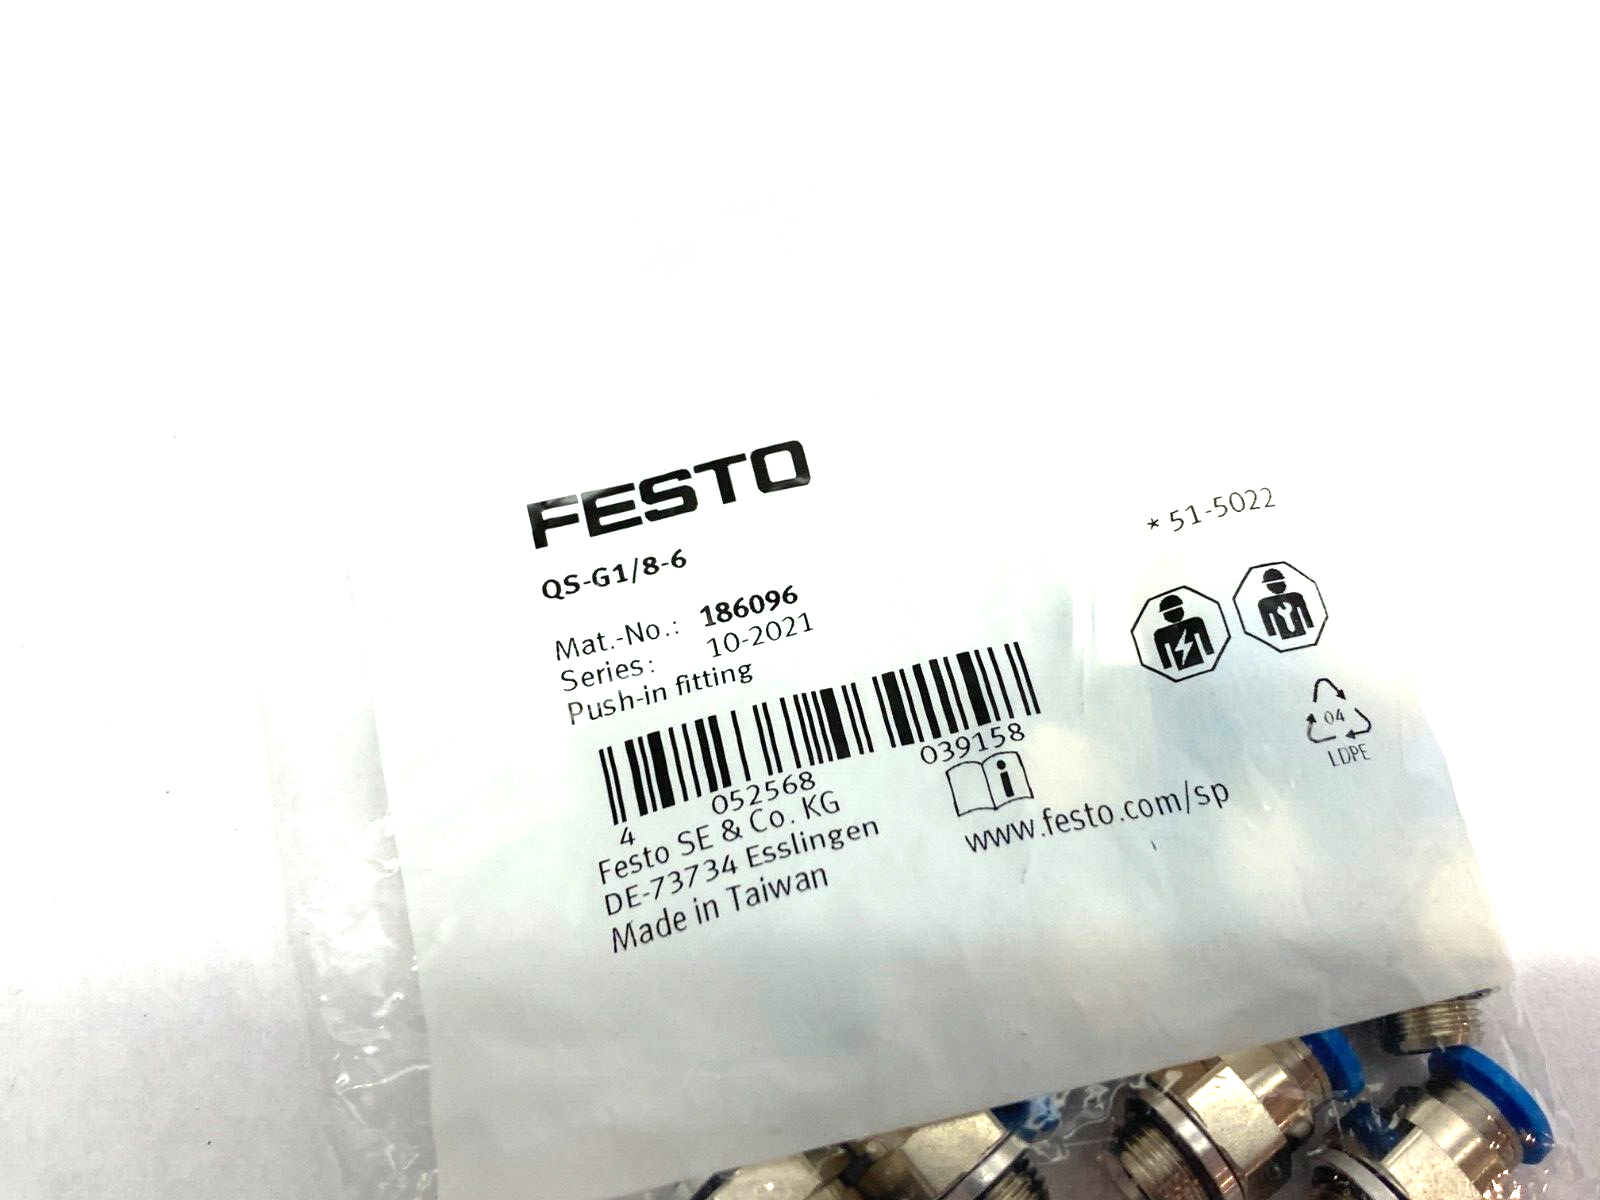 FESTO
* 51-5022
QS-G1/8-6
Mat.-No.: 186096
Series: 10-2021
Push-in fitting
4 052568 039158
Festo SE & Co. KG
DE-73734 Esslingen
Made in Taiwan
i
www.festo.com/sp
04
LDPE